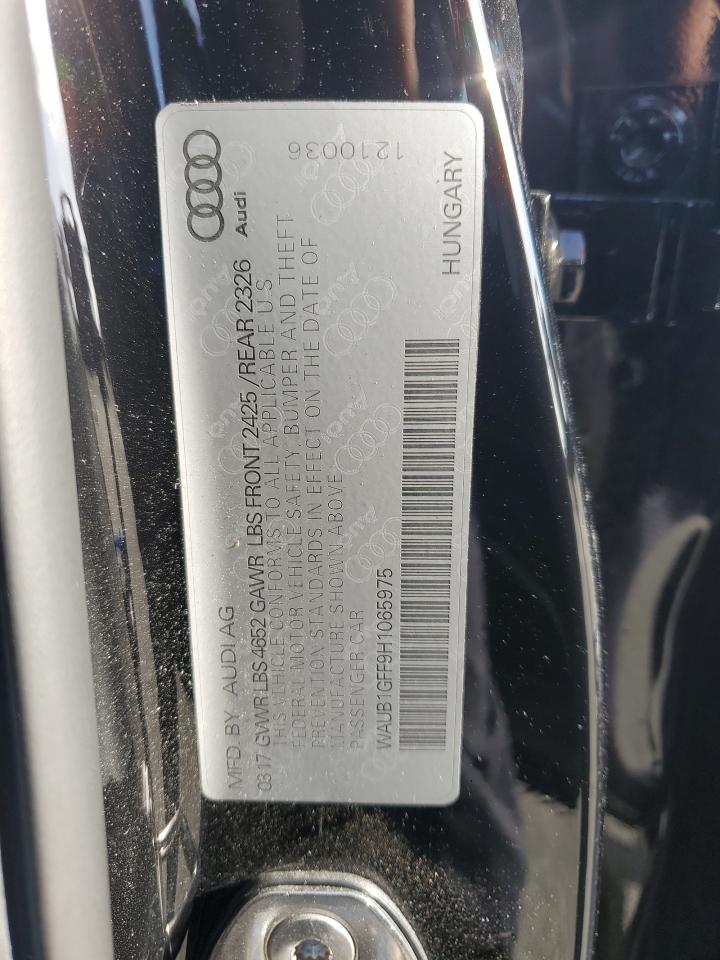 Audi
1210036
MFD. BY AUDI AG
0317 GVWR LBS 4652 GAWR LBS FRONT 2425 / REAR 2326
THIS VEHICLE CONFORMS TO ALL APPLICABLE U.S.
FEDERAL MOTOR VEHICLE SAFETY, BUMPER AND THEFT
PREVENTION STANDARDS IN EFFECT ON THE DATE OF
MANUFACTURE SHOWN ABOVE
PASSENGER CAR
WAUB1GFF9H1065975
HUNGARY